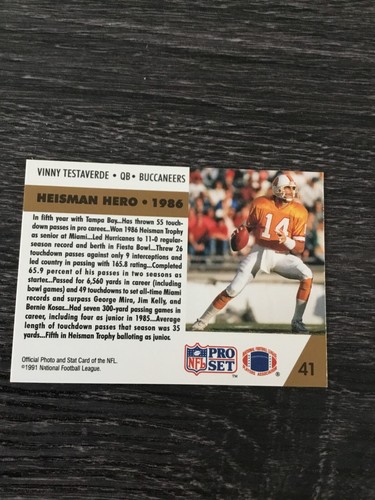 VINNY TESTAVERDE • QB • BUCCANEERS
HEISMAN HERO • 1986
In fifth year with Tampa Bay...Has thrown 55 touch-
down passes in pro career...Won 1986 Heisman Trophy
as senior at Miami...Led Hurricanes to 11-0 regular-
season record and berth in Fiesta Bowl...Threw 26
touchdown passes against only 9 interceptions and
led country in passing with 165.8 rating...Completed
65.9 percent of his passes in two seasons as
starter...Passed for 6,560 yards in career (including
bowl games) and 49 touchdowns to set all-time Miami
records and surpass George Mira, Jim Kelly, and
Bernie Kosar...Had seven 300-yard passing games in
career, including four as junior in 1985...Average
length of touchdown passes that season was 35
yards...Fifth in Heisman Trophy balloting as junior.
Official Photo and Stat Card of the NFL.
©1991 National Football League.
14
NFL
PRO
SET
TM
®
41